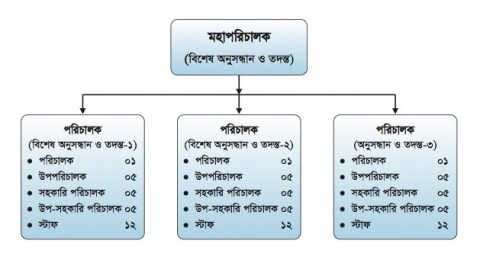 মহাপরিচালক
(বিশেষ অনুসন্ধান ও তদন্ত)
পরিচালক
(বিশেষ অনুসন্ধান ও তদন্ত-১)
• পরিচালক ০১
• উপপরিচালক ০৫
• সহকারি পরিচালক ০৫
• উপ-সহকারি পরিচালক ০৫
• স্টাফ ১২
পরিচালক
(বিশেষ অনুসন্ধান ও তদন্ত-২)
• পরিচালক ০১
• উপপরিচালক ০৫
• সহকারি পরিচালক ০৫
• উপ-সহকারি পরিচালক ০৫
• স্টাফ ১২
পরিচালক
(অনুসন্ধান ও তদন্ত-৩)
• পরিচালক ০১
• উপপরিচালক ০৫
• সহকারি পরিচালক ০৫
• উপ-সহকারি পরিচালক ০৫
• স্টাফ ১২